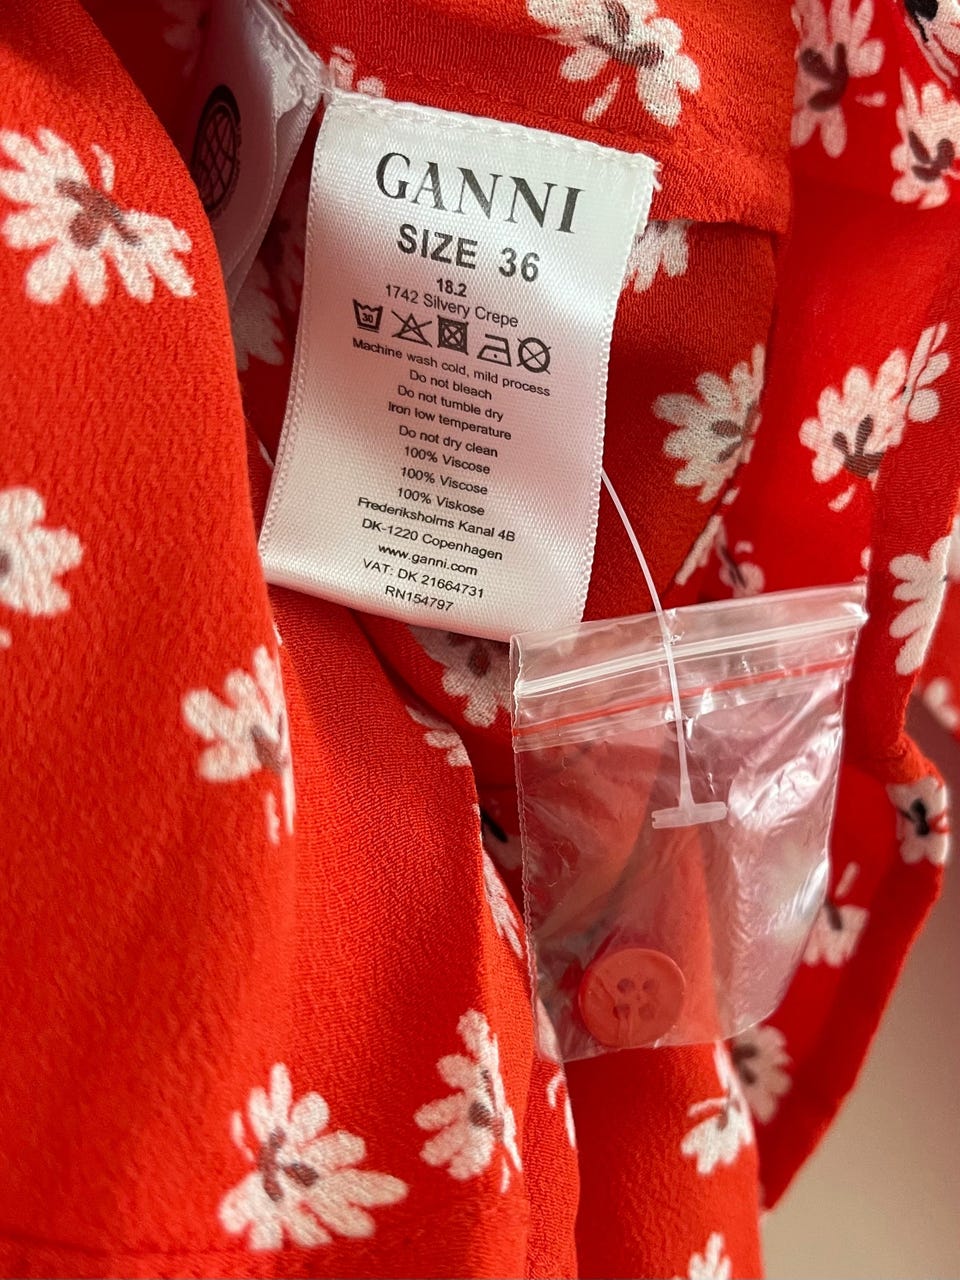 GANNI
SIZE 36
18.2
1742 Silvery Crepe
30
Machine wash cold, mild process
Do not bleach
Do not tumble dry
Iron low temperature
Do not dry clean
100% Viscose
100% Viscose
100% Viskose
Frederiksholms Kanal 4B
DK-1220 Copenhagen
www.ganni.com
VAT: DK 21664731
RN154797